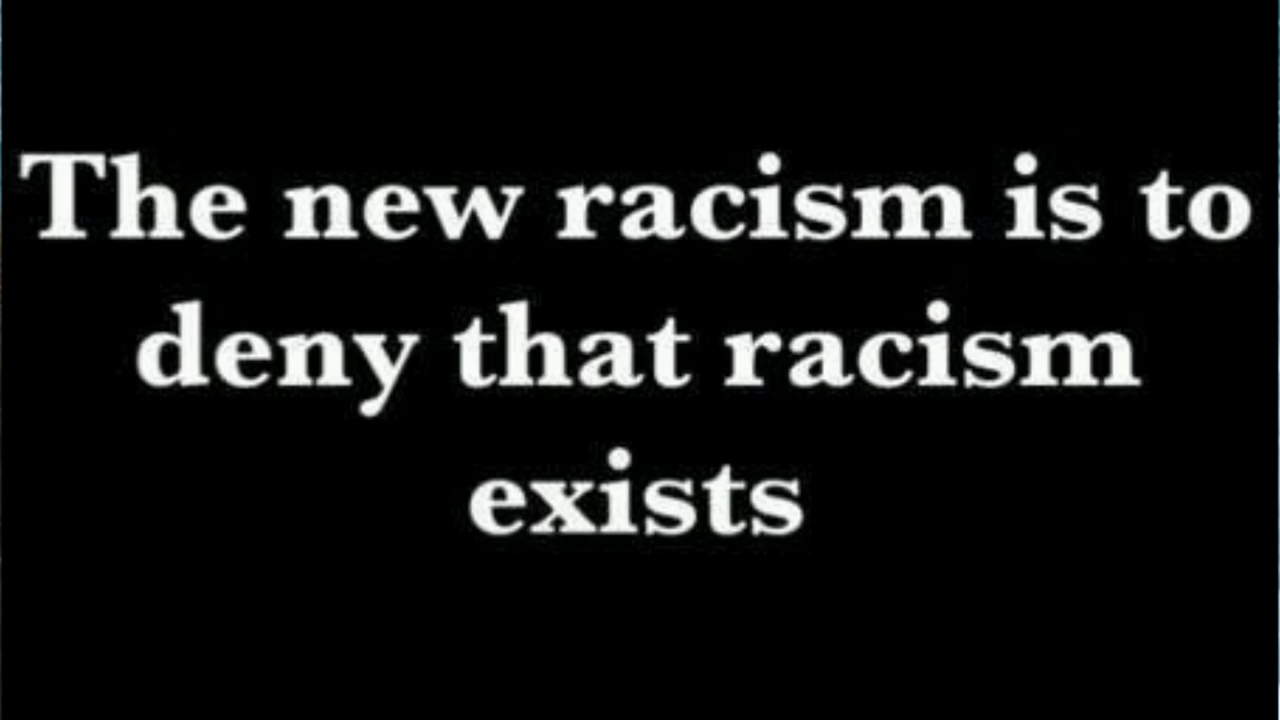 The new racism is to
deny that racism
exists